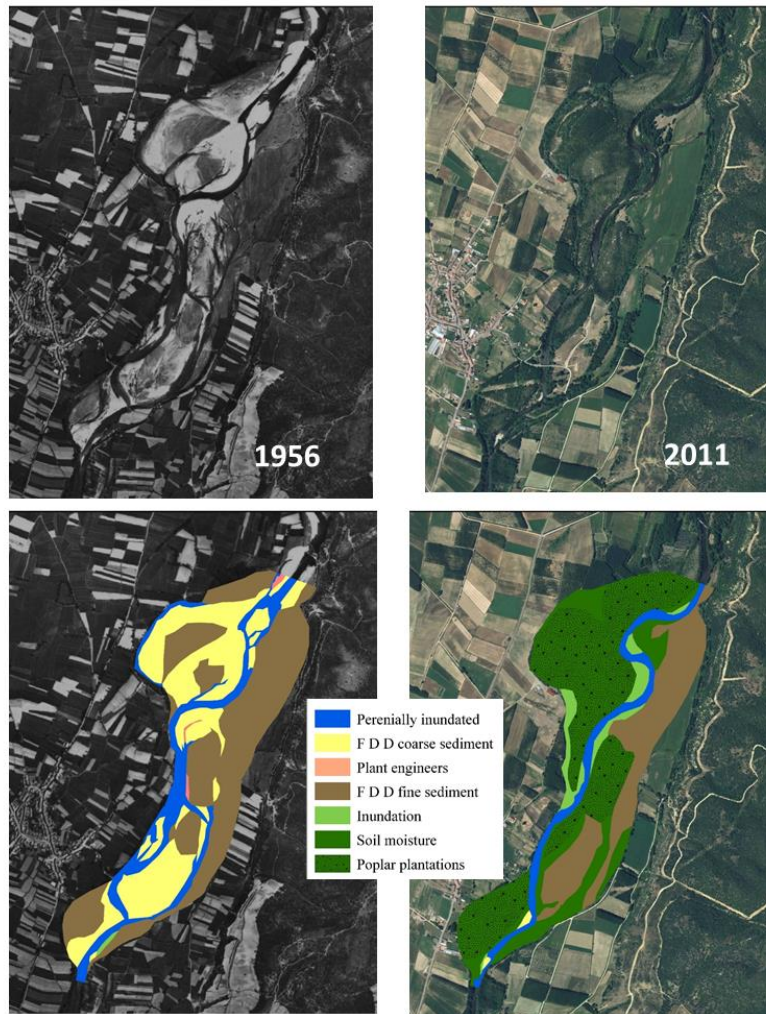 1956
2011
Perenially inundated
F D D coarse sediment
Plant engineers
F D D fine sediment
Inundation
Soil moisture
Poplar plantations